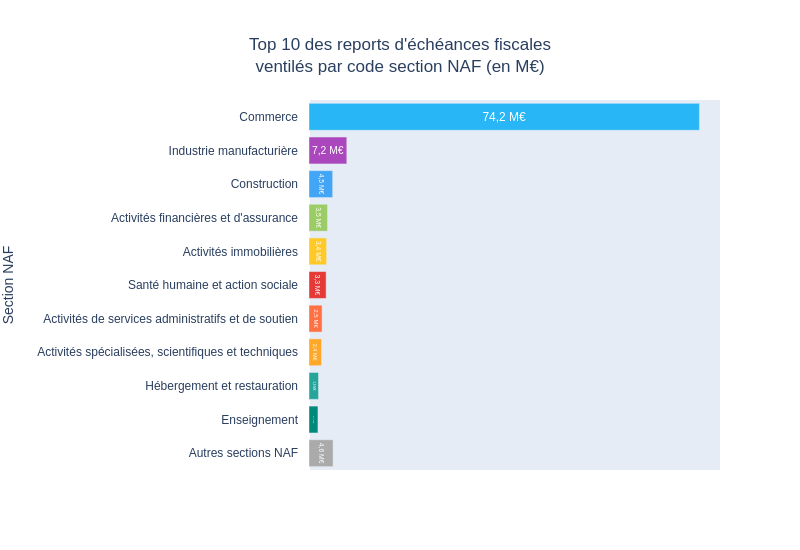 Top 10 des reports d'échéances fiscales
ventilés par code section NAF (en M€)
Section NAF
Commerce
74,2 M€
Industrie manufacturière
7,2 M€
Construction
4,5 M€
Activités financières et d'assurance
3,5 M€
Activités immobilières
3,4 M€
Santé humaine et action sociale
3,3 M€
Activités de services administratifs et de soutien
2,5 M€
Activités spécialisées, scientifiques et techniques
2,4 M€
Hébergement et restauration
Enseignement
Autres sections NAF
4,6 M€